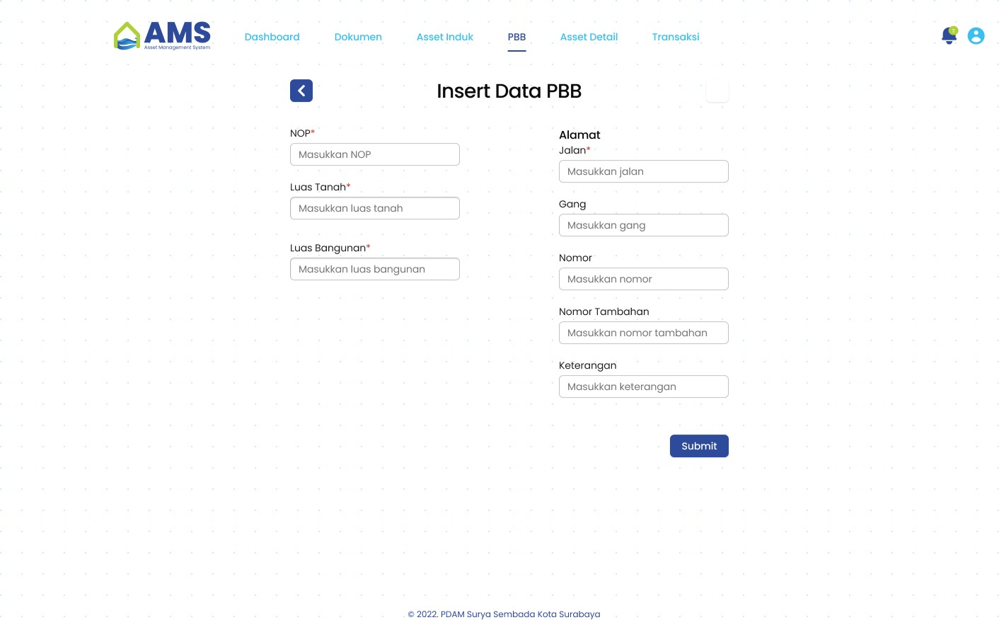 AMS
Asset Management System
Dashboard
Dokumen
Asset Induk
PBB
Asset Detail
Transaksi
2
Insert Data PBB
NOP*
Masukkan NOP
Luas Tanah*
Masukkan luas tanah
Luas Bangunan*
Masukkan luas bangunan
Alamat
Jalan*
Masukkan jalan
Gang
Masukkan gang
Nomor
Masukkan nomor
Nomor Tambahan
Masukkan nomor tambahan
Keterangan
Masukkan keterangan
Submit
© 2022. PDAM Surya Sembada Kota Surabaya